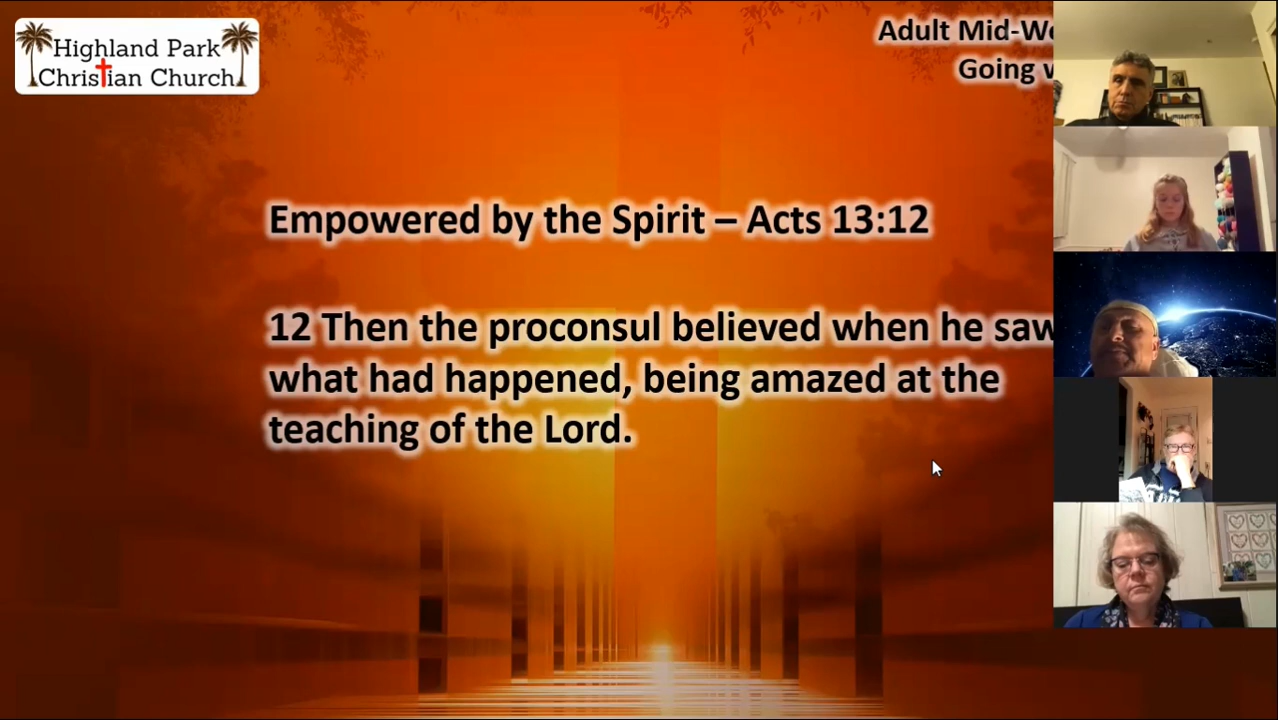 Highland Park
Christian Church
Adult Mid-We
Going
Empowered by the Spirit – Acts 13:12
12 Then the proconsul believed when he saw
what had happened, being amazed at the
teaching of the Lord.